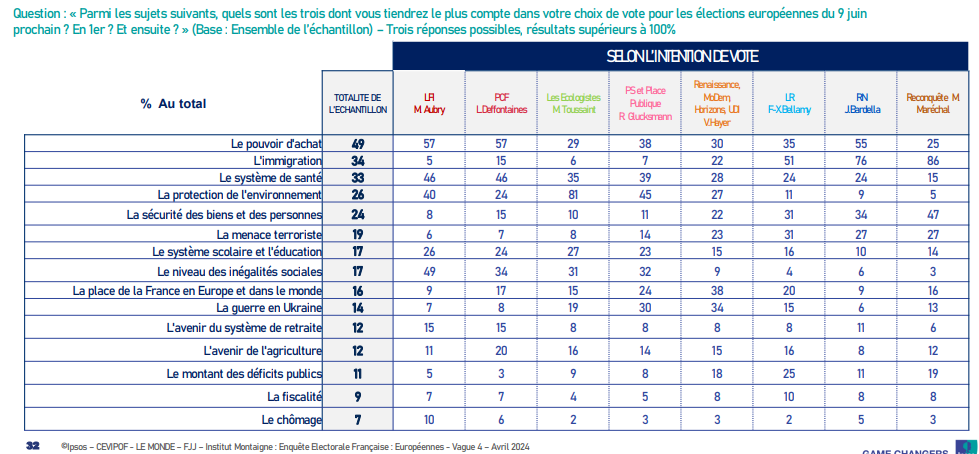 Question : « Parmi les sujets suivants, quels sont les trois dont vous tiendrez le plus compte dans votre choix de vote pour les élections européennes du 9 juin
prochain ? En 1er ? Et ensuite ? » (Base : Ensemble de l'échantillon) – Trois réponses possibles, résultats supérieurs à 100%
SELON L'INTENTION DE VOTE
% Au total
TOTALITE DE L'ECHANTILLON
LFI
M. Aubry
PCF
L.Deffontaines
Les Ecologistes
M. Toussaint
PS et Place
Publique
R. Glucksmann
Renaissance,
MoDem,
Horizons, UDI
V.Hayer
LR
F-X.Bellamy
RN
J.Bardella
Reconquête M.
Maréchal
Le pouvoir d'achat 49 57 57 29 38 30 35 55 25
L'immigration 34 5 15 6 7 22 51 76 86
Le système de santé 33 46 46 35 39 28 24 24 15
La protection de l'environnement 26 40 24 81 45 27 11 9 5
La sécurité des biens et des personnes 24 8 15 10 11 22 31 34 47
La menace terroriste 19 6 7 8 14 23 31 27 27
Le système scolaire et l'éducation 17 26 24 27 23 15 16 10 14
Le niveau des inégalités sociales 17 49 34 31 32 9 4 6 3
La place de la France en Europe et dans le monde 16 9 17 15 24 38 20 9 16
La guerre en Ukraine 14 7 8 19 30 34 15 6 13
L'avenir du système de retraite 12 15 15 8 8 8 8 11 6
L'avenir de l'agriculture 12 11 20 16 14 15 16 8 12
Le montant des déficits publics 11 5 3 9 8 18 25 11 19
La fiscalité 9 7 7 4 5 8 10 8 8
Le chômage 7 10 6 2 3 3 2 5 3
32 ©Ipsos – CEVIPOF - LE MONDE – FJJ – Institut Montaigne : Enquête Electorale Française : Européennes – Vague 4 – Avril 2024
GAME CHANGERS